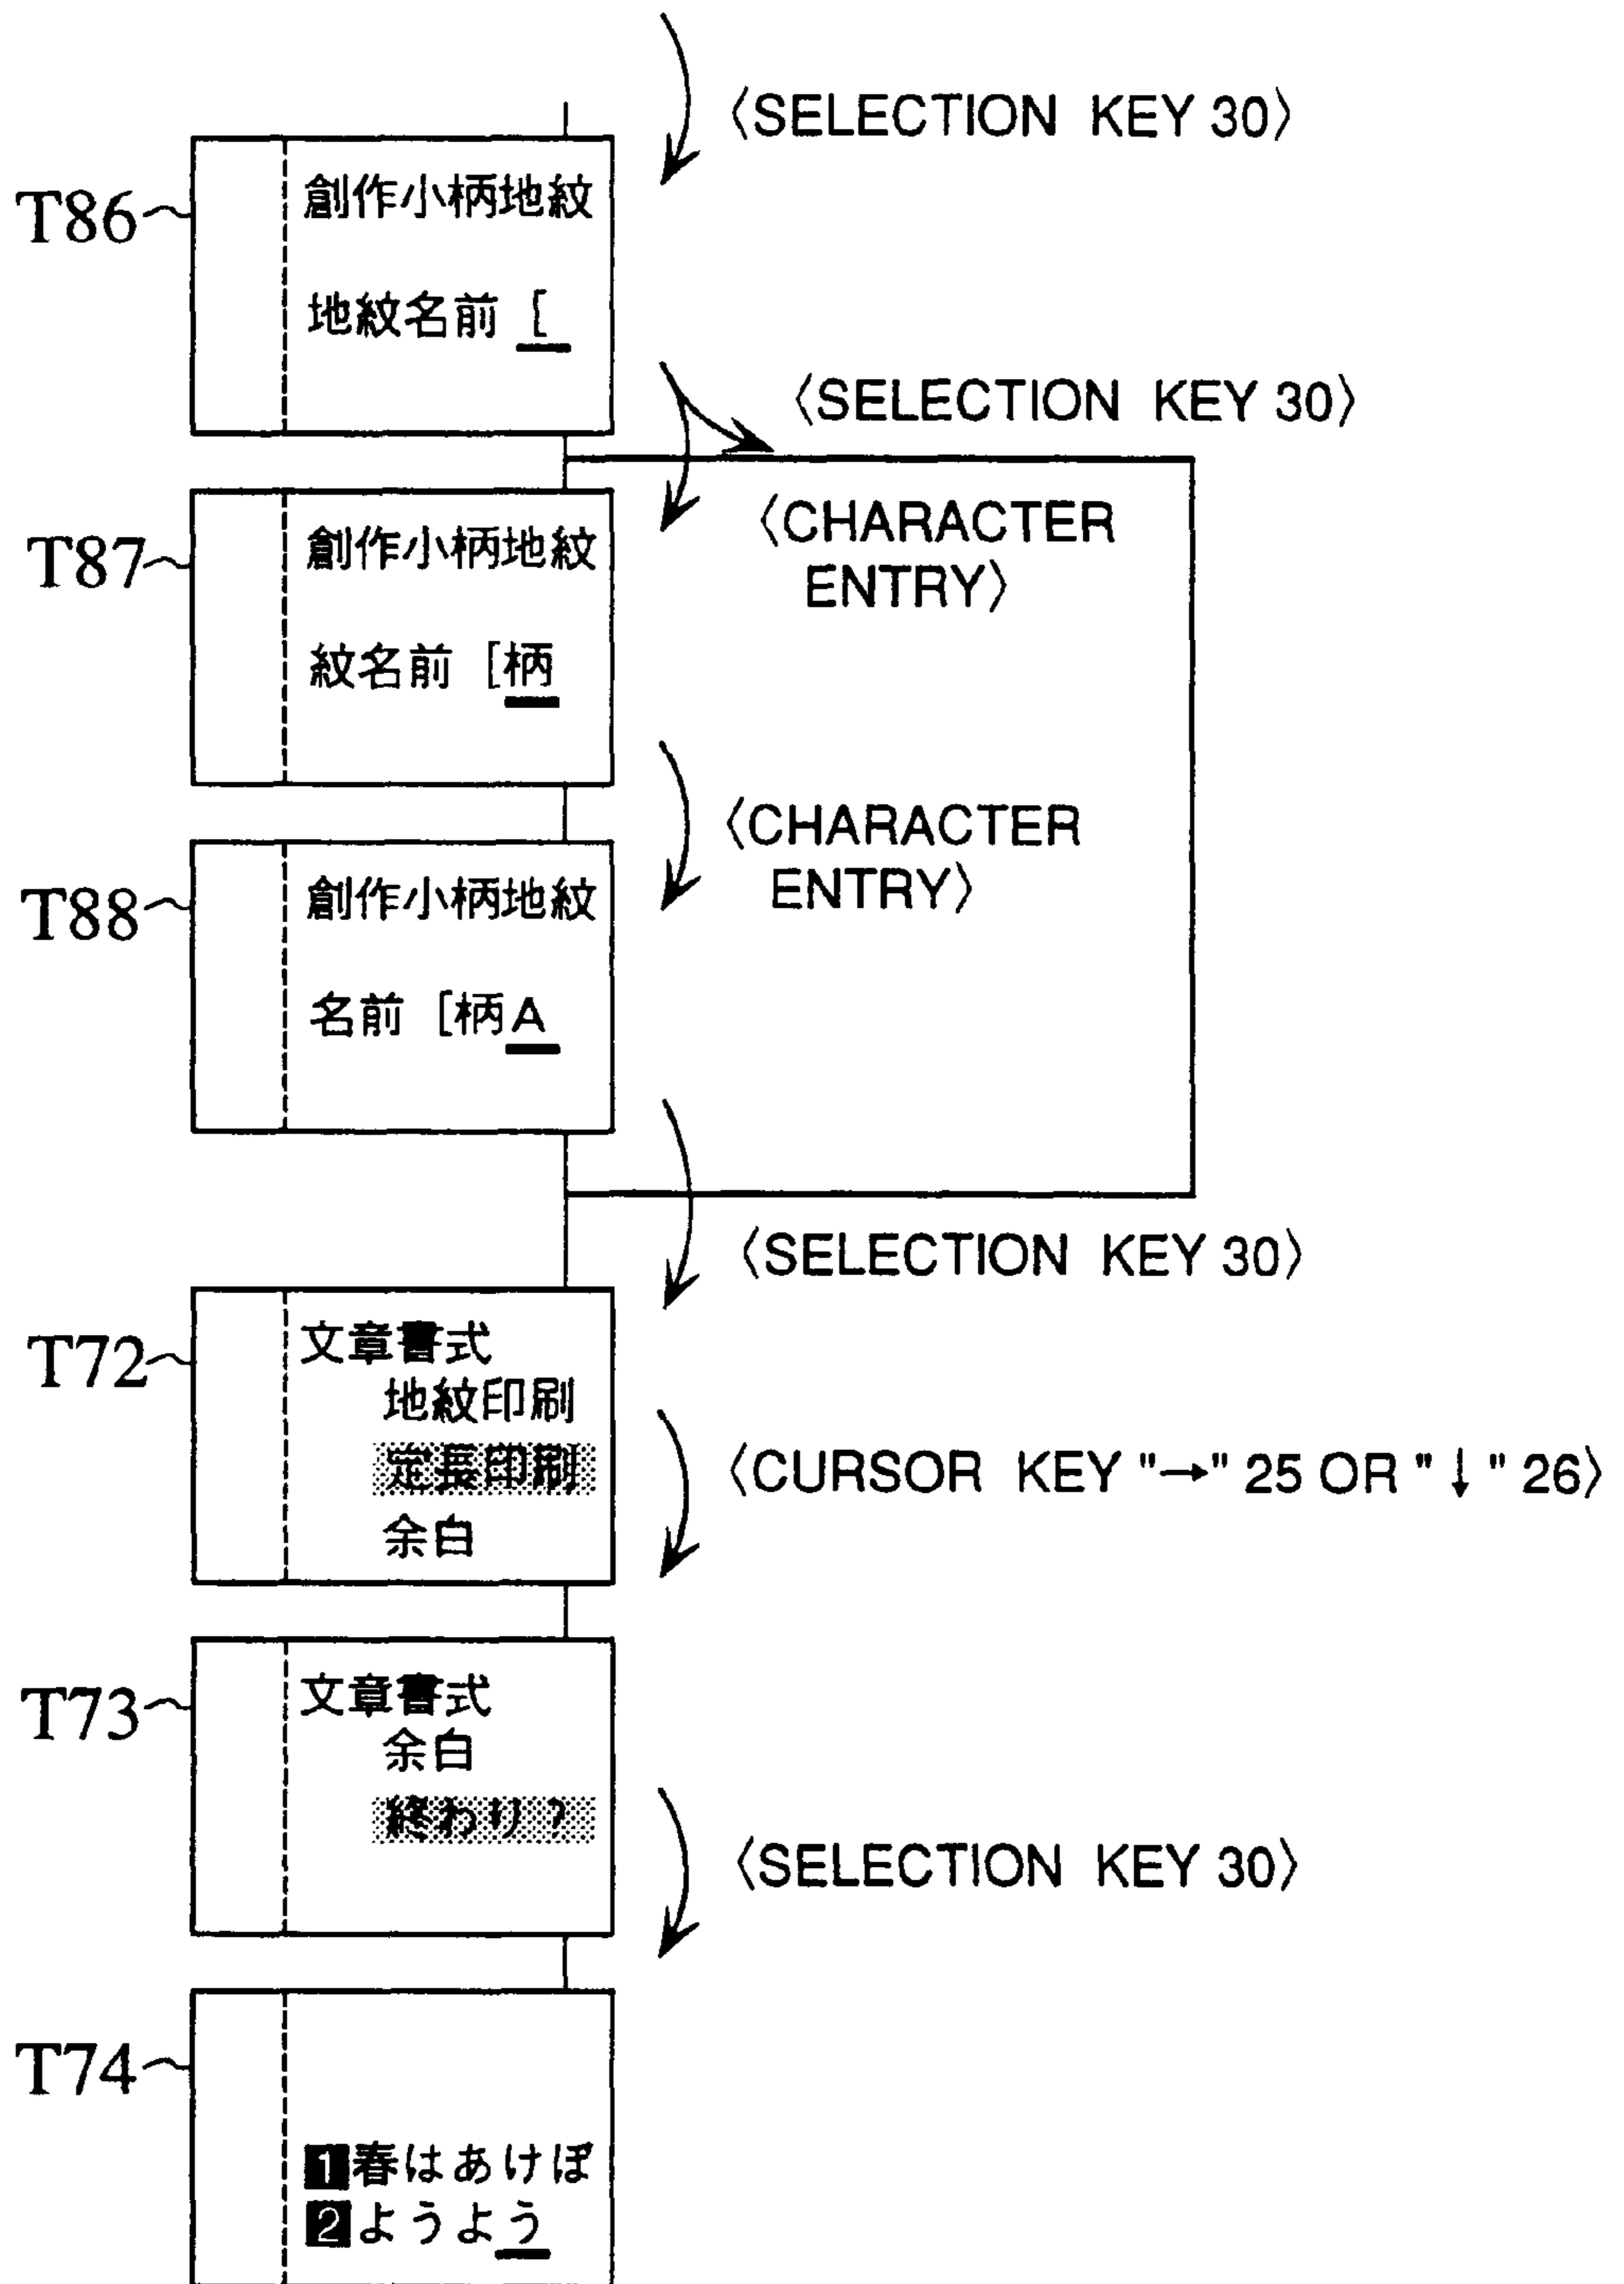 〈SELECTION KEY 30〉
T86
創作小柄地紋
地紋名前 [
〈SELECTION KEY 30〉
〈CHARACTER
ENTRY〉
T87
創作小柄地紋
紋名前 [柄
〈CHARACTER
ENTRY〉
T88
創作小柄地紋
名前 [柄A
〈SELECTION KEY 30〉
T72
文章書式
地紋印刷
定長印刷
余白
〈CURSOR KEY "→" 25 OR "↓" 26〉
T73
文章書式
余白
終わり?
〈SELECTION KEY 30〉
T74
1春はあけぼ
2ようよう